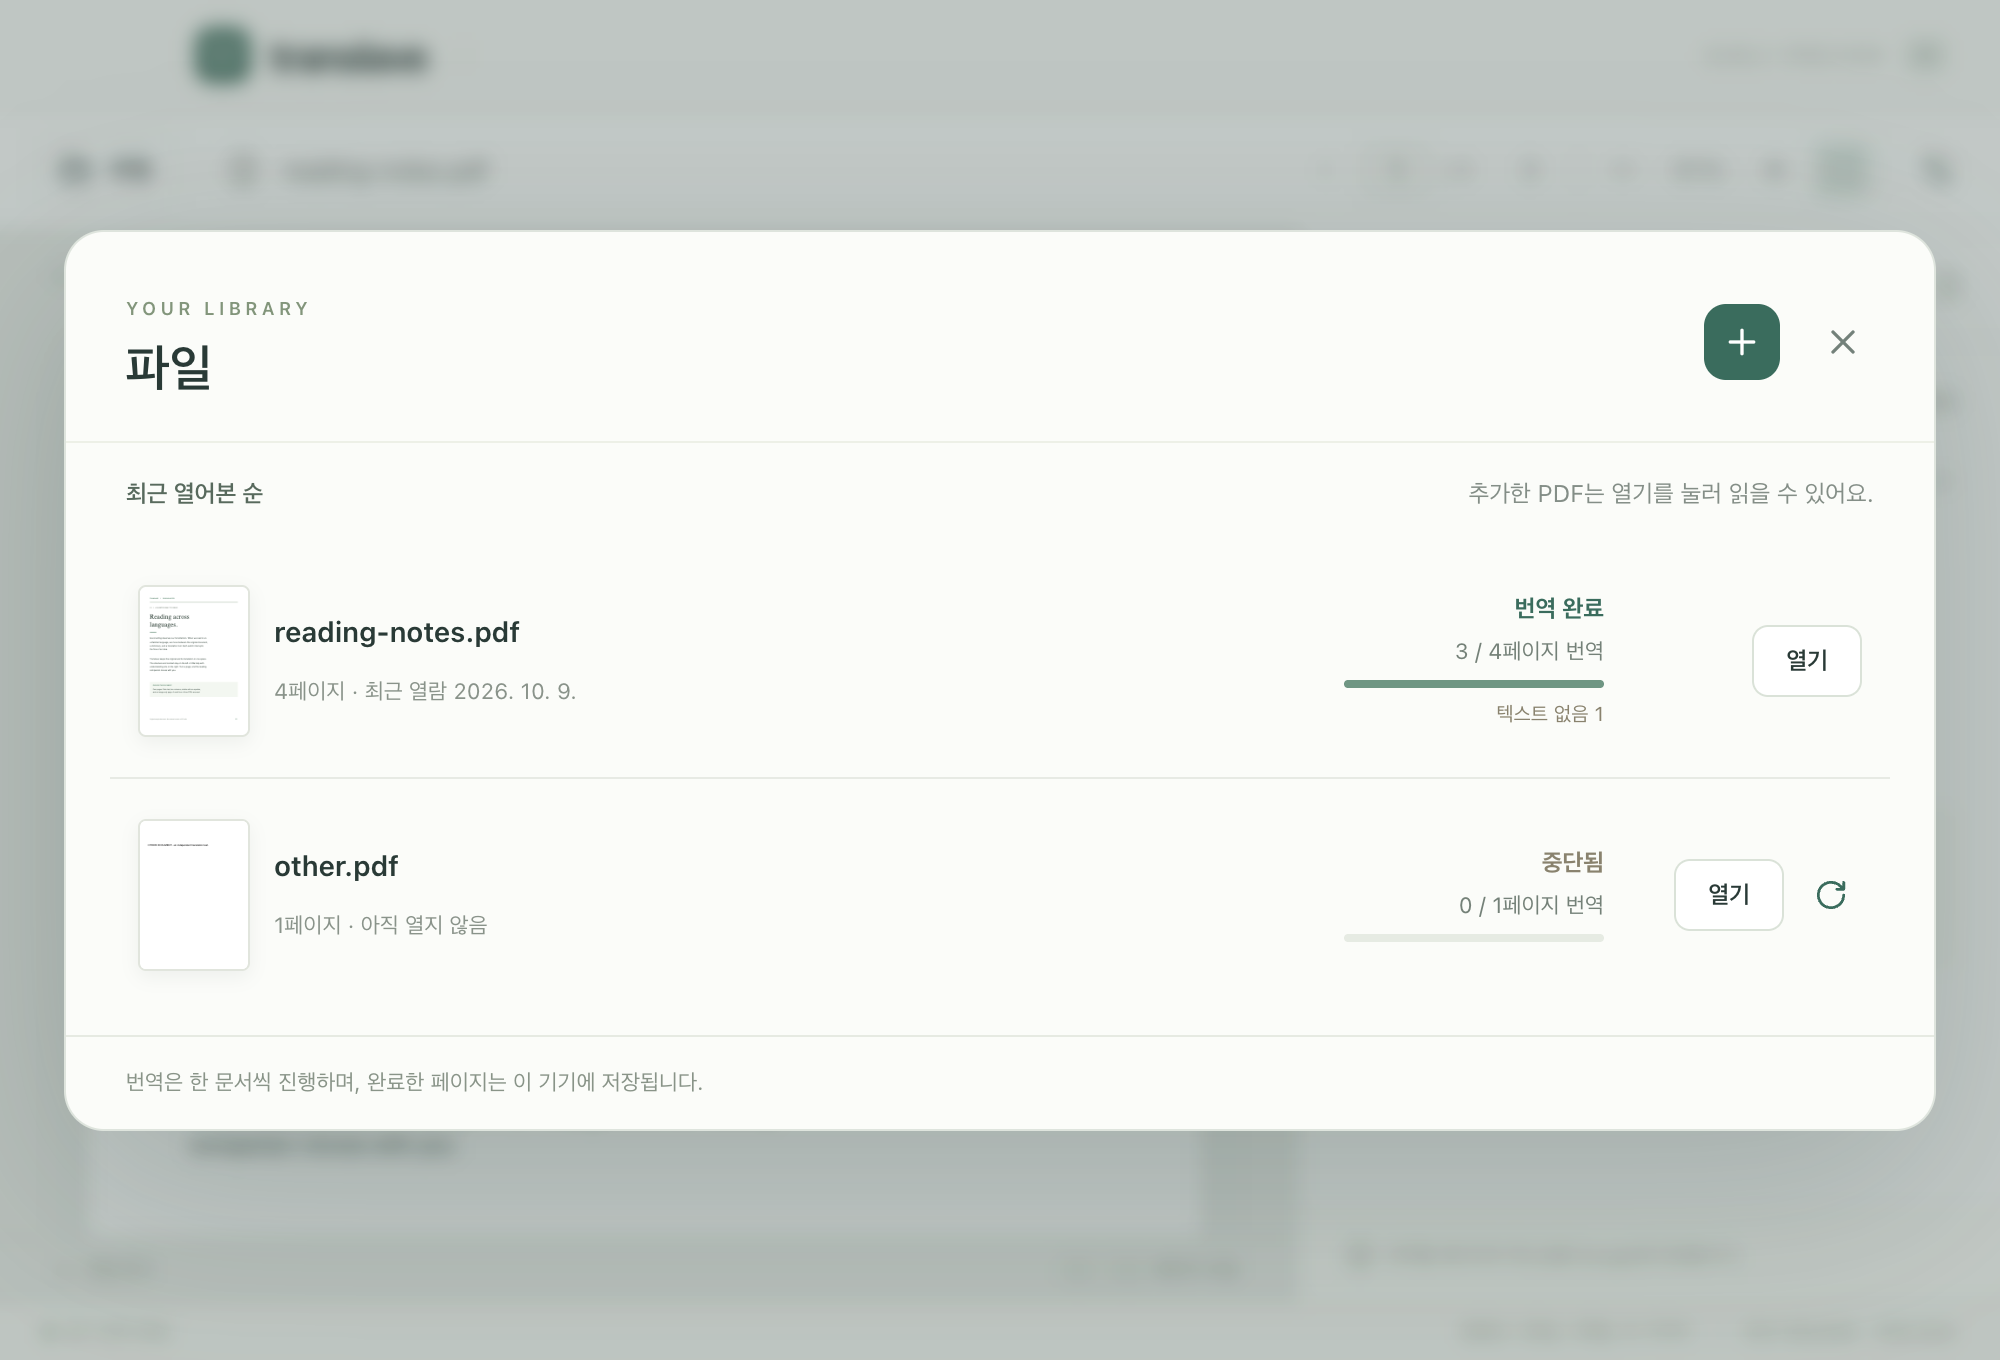 YOUR LIBRARY
파일
최근 열어본 순
추가한 PDF는 열기를 눌러 읽을 수 있어요.
Reading across
languages.
reading-notes.pdf
4페이지 · 최근 열람 2026. 10. 9.
번역 완료
3 / 4페이지 번역
텍스트 없음 1
열기
other.pdf
1페이지 · 아직 열지 않음
중단됨
0 / 1페이지 번역
열기
번역은 한 문서씩 진행하며, 완료한 페이지는 이 기기에 저장됩니다.